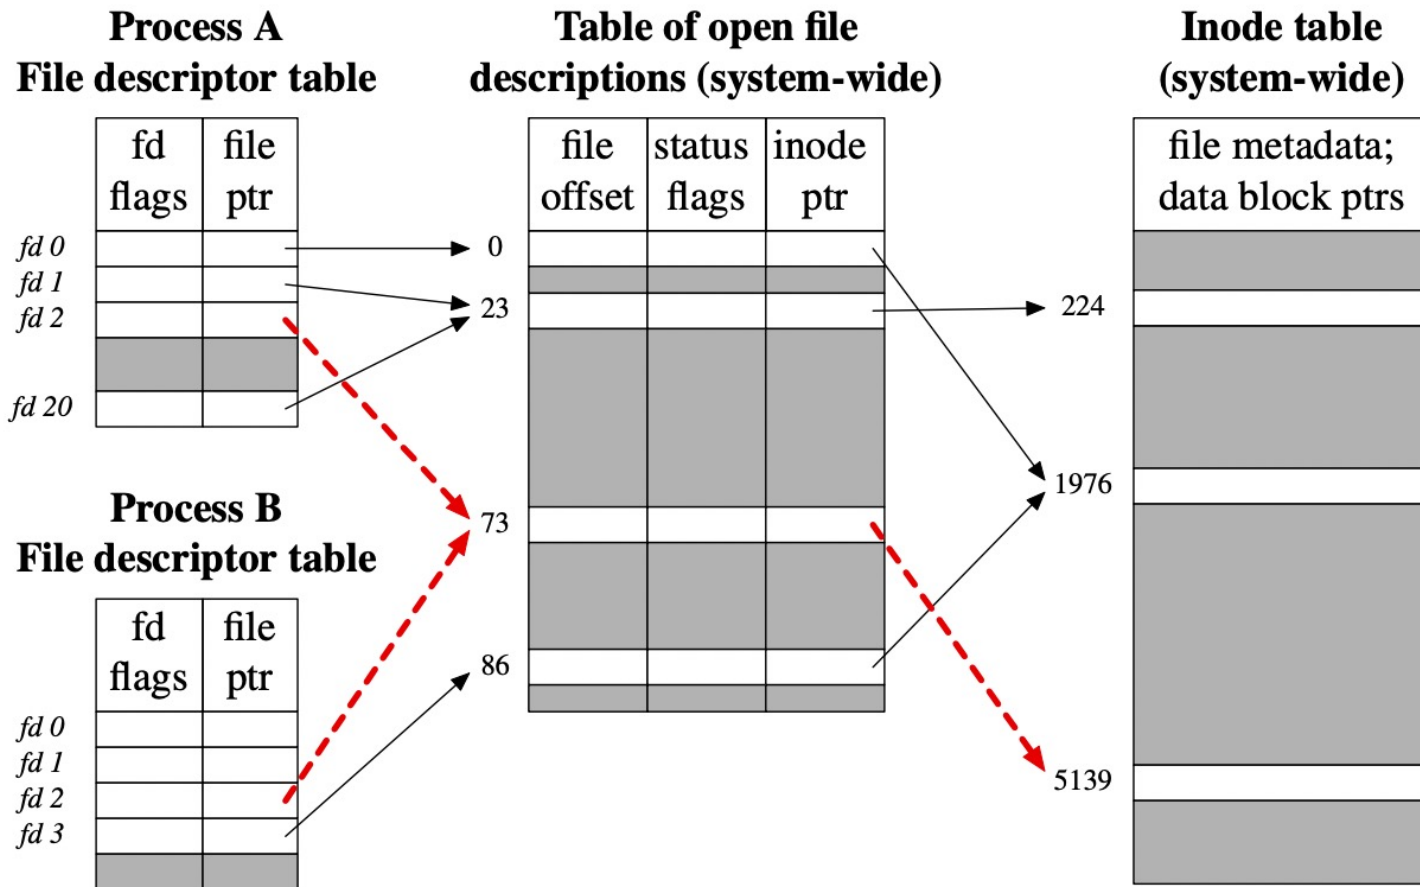 Process A
File descriptor table
fd flags
file ptr
fd 0
fd 1
fd 2
fd 20
Process B
File descriptor table
fd flags
file ptr
fd 0
fd 1
fd 2
fd 3
Table of open file
descriptions (system-wide)
file offset
status flags
inode ptr
0
23
73
86
Inode table
(system-wide)
file metadata;
data block ptrs
224
1976
5139